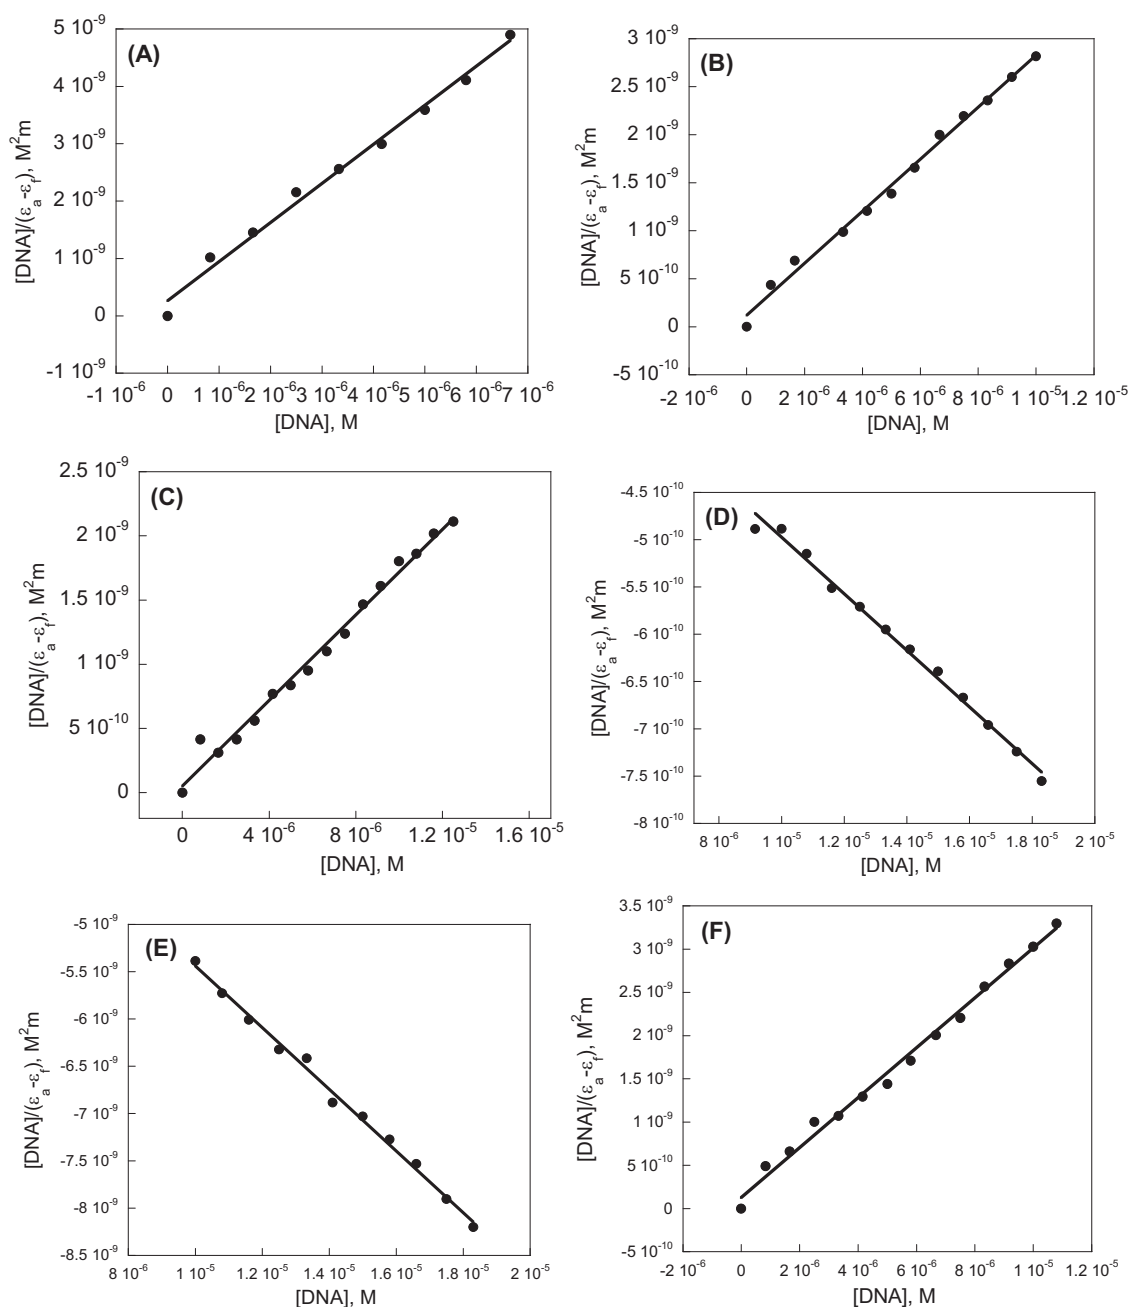 (A)
[DNA]/(εa-εf), M²m
5 10⁻⁹
4 10⁻⁹
3 10⁻⁹
2 10⁻⁹
1 10⁻⁹
0
-1 10⁻⁹
-1 10⁻⁶ 0 1 10⁻⁶ 2 10⁻⁶ 3 10⁻⁶ 4 10⁻⁶ 5 10⁻⁶ 6 10⁻⁶ 7 10⁻⁶
[DNA], M
(B)
[DNA]/(εa-εf), M²m
3 10⁻⁹
2.5 10⁻⁹
2 10⁻⁹
1.5 10⁻⁹
1 10⁻⁹
5 10⁻¹⁰
0
-5 10⁻¹⁰
-2 10⁻⁶ 0 2 10⁻⁶ 4 10⁻⁶ 6 10⁻⁶ 8 10⁻⁶ 1 10⁻⁵ 1.2 10⁻⁵
[DNA], M
(C)
[DNA]/(εa-εf), M²m
2.5 10⁻⁹
2 10⁻⁹
1.5 10⁻⁹
1 10⁻⁹
5 10⁻¹⁰
0
0 4 10⁻⁶ 8 10⁻⁶ 1.2 10⁻⁵ 1.6 10⁻⁵
[DNA], M
(D)
[DNA]/(εa-εf), M²m
-4.5 10⁻¹⁰
-5 10⁻¹⁰
-5.5 10⁻¹⁰
-6 10⁻¹⁰
-6.5 10⁻¹⁰
-7 10⁻¹⁰
-7.5 10⁻¹⁰
-8 10⁻¹⁰
8 10⁻⁶ 1 10⁻⁵ 1.2 10⁻⁵ 1.4 10⁻⁵ 1.6 10⁻⁵ 1.8 10⁻⁵ 2 10⁻⁵
[DNA], M
(E)
[DNA]/(εa-εf), M²m
-5 10⁻⁹
-5.5 10⁻⁹
-6 10⁻⁹
-6.5 10⁻⁹
-7 10⁻⁹
-7.5 10⁻⁹
-8 10⁻⁹
-8.5 10⁻⁹
8 10⁻⁶ 1 10⁻⁵ 1.2 10⁻⁵ 1.4 10⁻⁵ 1.6 10⁻⁵ 1.8 10⁻⁵ 2 10⁻⁵
[DNA], M
(F)
[DNA]/(εa-εf), M²m
3.5 10⁻⁹
3 10⁻⁹
2.5 10⁻⁹
2 10⁻⁹
1.5 10⁻⁹
1 10⁻⁹
5 10⁻¹⁰
0
-5 10⁻¹⁰
-2 10⁻⁶ 0 2 10⁻⁶ 4 10⁻⁶ 6 10⁻⁶ 8 10⁻⁶ 1 10⁻⁵ 1.2 10⁻⁵
[DNA], M